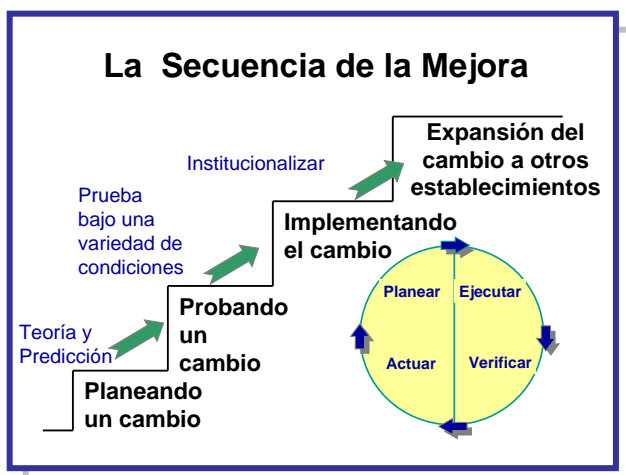 La Secuencia de la Mejora
Expansión del
cambio a otros
establecimientos
Institucionalizar
Implementando
el cambio
Prueba
bajo una
variedad de
condiciones
Probando
un
cambio
Teoría y
Predicción
Planeando
un cambio
Planear
Ejecutar
Actuar
Verificar